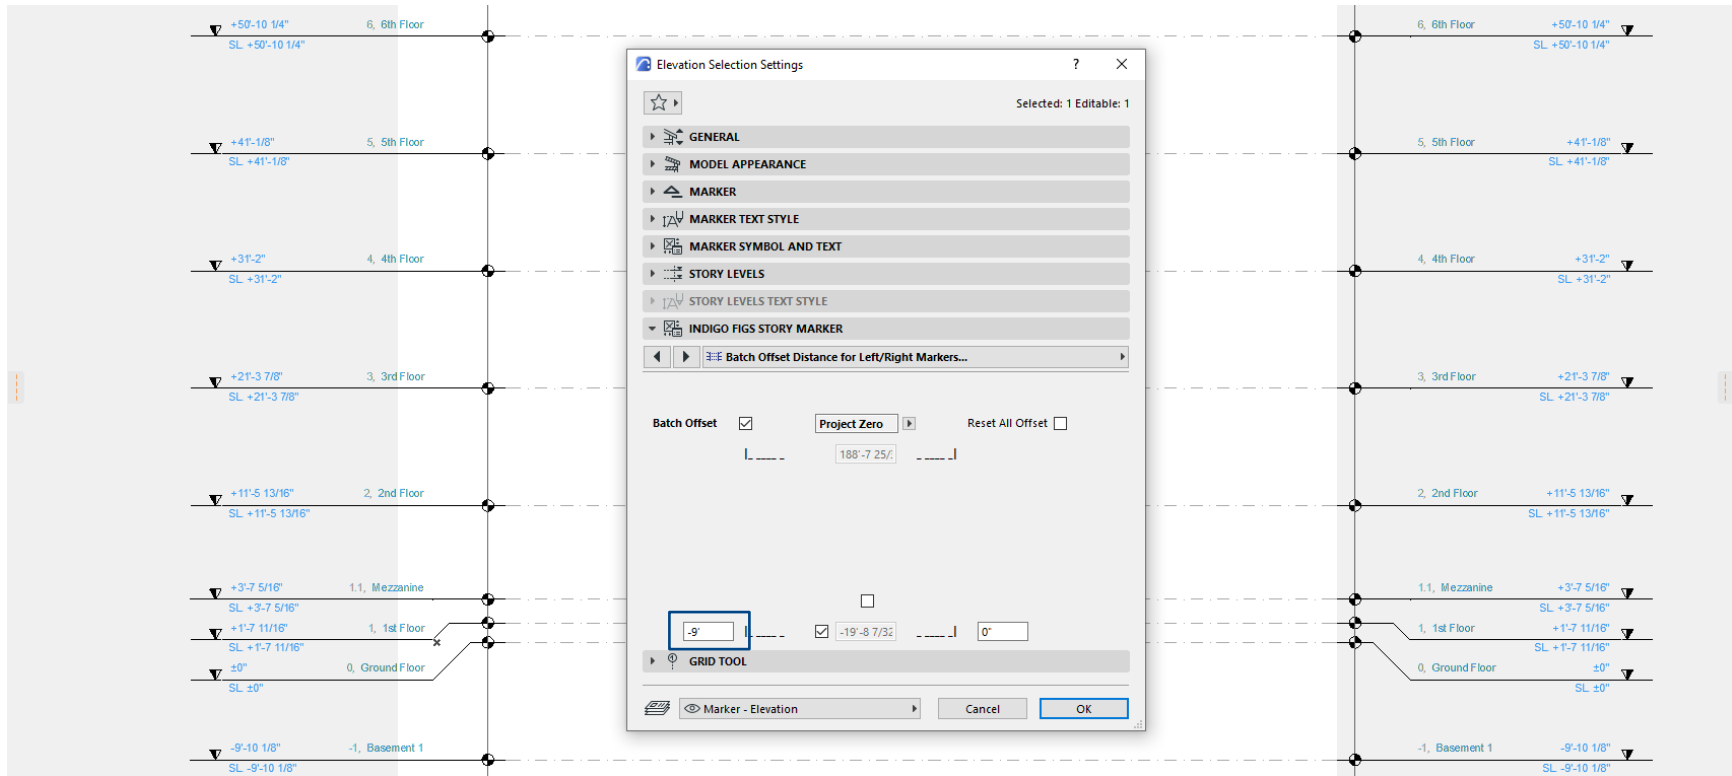 +50'-10 1/4"
6, 6th Floor
SL. +50'-10 1/4"
+41'-1/8"
5, 5th Floor
SL. +41'-1/8"
+31'-2"
4, 4th Floor
SL. +31'-2"
+21'-3 7/8"
3, 3rd Floor
SL. +21'-3 7/8"
+11'-5 13/16"
2, 2nd Floor
SL. +11'-5 13/16"
+3'-7 5/16"
1.1, Mezzanine
SL. +3'-7 5/16"
+1'-7 11/16"
1, 1st Floor
SL. +1'-7 11/16"
±0"
0, Ground Floor
SL. ±0"
-9'-10 1/8"
-1, Basement 1
SL. -9'-10 1/8"
Elevation Selection Settings
?
Selected: 1 Editable: 1
GENERAL
MODEL APPEARANCE
MARKER
MARKER TEXT STYLE
MARKER SYMBOL AND TEXT
STORY LEVELS
STORY LEVELS TEXT STYLE
INDIGO FIGS STORY MARKER
Batch Offset Distance for Left/Right Markers...
Batch Offset
Project Zero
Reset All Offset
188'-7 25/
-9'
-19'-8 7/32
0"
GRID TOOL
Marker - Elevation
Cancel
OK
6, 6th Floor
+50'-10 1/4"
SL. +50'-10 1/4"
5, 5th Floor
+41'-1/8"
SL. +41'-1/8"
4, 4th Floor
+31'-2"
SL. +31'-2"
3, 3rd Floor
+21'-3 7/8"
SL. +21'-3 7/8"
2, 2nd Floor
+11'-5 13/16"
SL. +11'-5 13/16"
1.1, Mezzanine
+3'-7 5/16"
SL. +3'-7 5/16"
1, 1st Floor
+1'-7 11/16"
SL. +1'-7 11/16"
0, Ground Floor
±0"
SL. ±0"
-1, Basement 1
-9'-10 1/8"
SL. -9'-10 1/8"